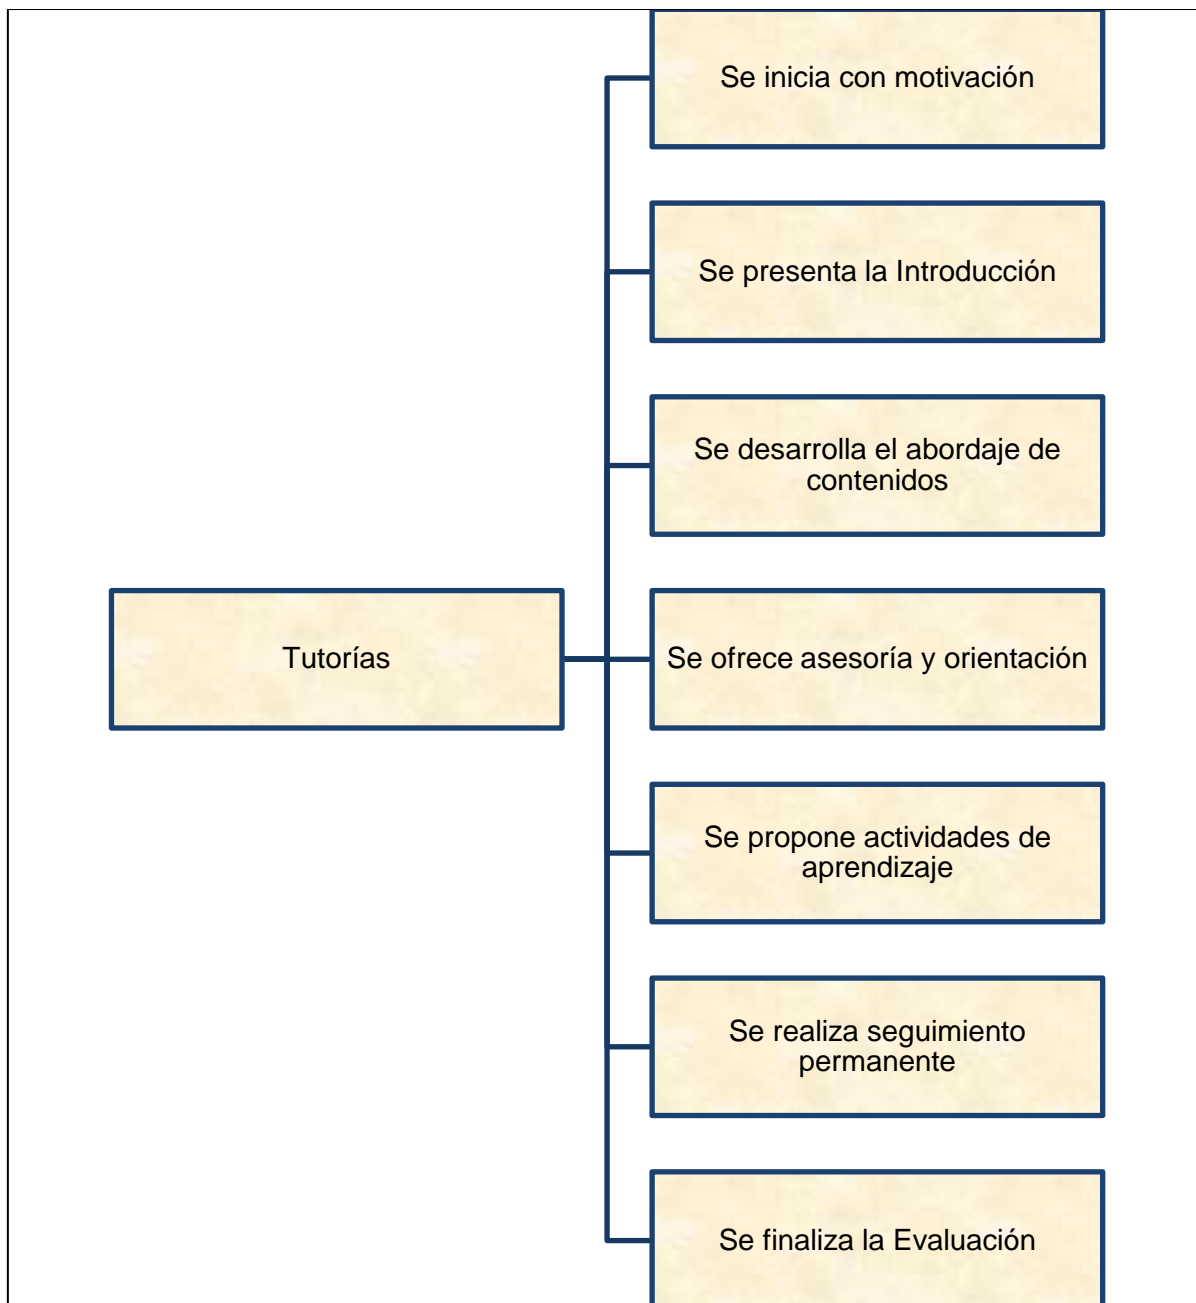 Se inicia con motivación
Se presenta la Introducción
Se desarrolla el abordaje de
contenidos
Tutorías
Se ofrece asesoría y orientación
Se propone actividades de
aprendizaje
Se realiza seguimiento
permanente
Se finaliza la Evaluación